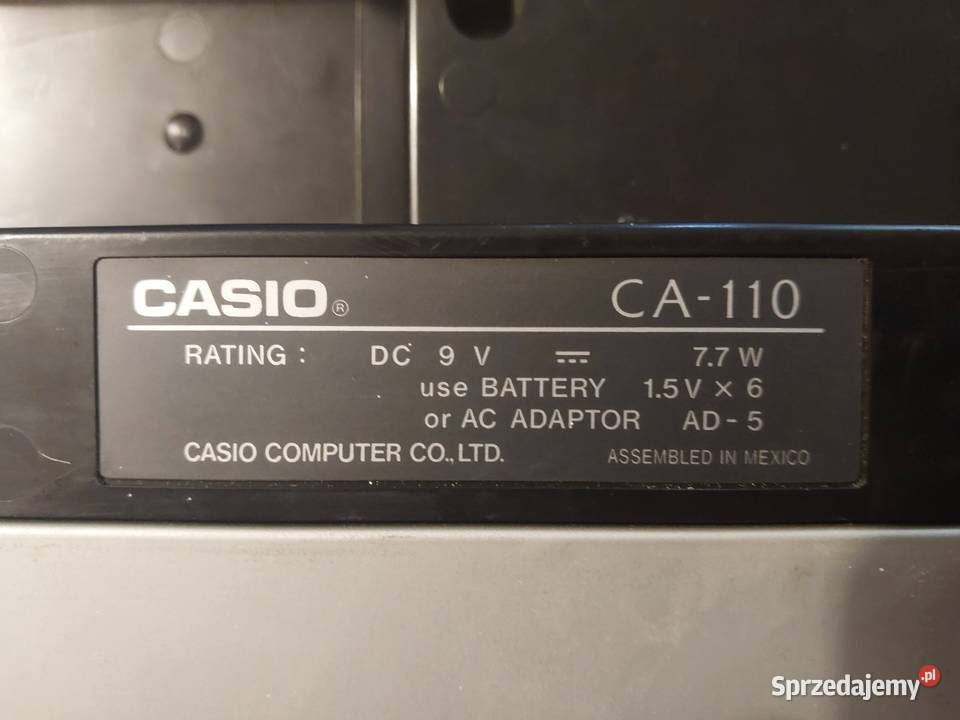 CASIO® CA-110
RATING : DC 9 V ⎓ 7.7 W
use BATTERY 1.5 V × 6
or AC ADAPTOR AD-5
CASIO COMPUTER CO., LTD. ASSEMBLED IN MEXICO
Sprzedajemy.pl